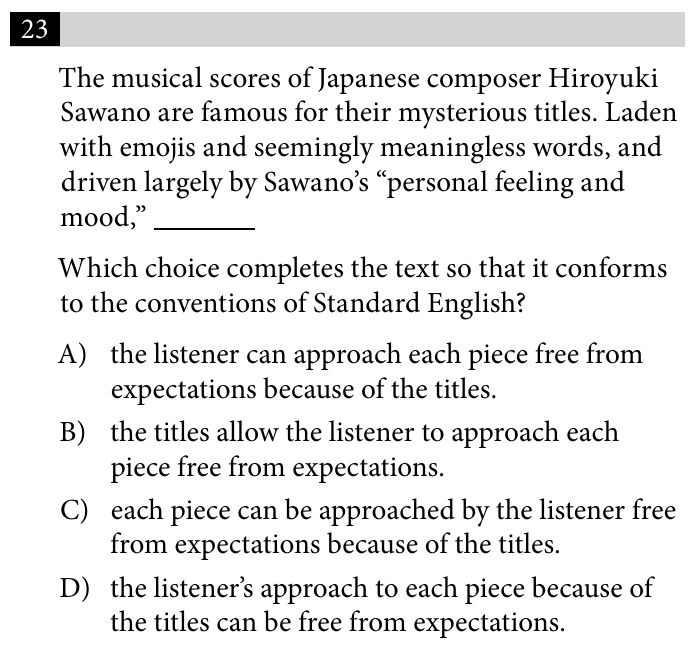 23
The musical scores of Japanese composer Hiroyuki
Sawano are famous for their mysterious titles. Laden
with emojis and seemingly meaningless words, and
driven largely by Sawano’s “personal feeling and
mood,” ______
Which choice completes the text so that it conforms
to the conventions of Standard English?
A) the listener can approach each piece free from
expectations because of the titles.
B) the titles allow the listener to approach each
piece free from expectations.
C) each piece can be approached by the listener free
from expectations because of the titles.
D) the listener’s approach to each piece because of
the titles can be free from expectations.